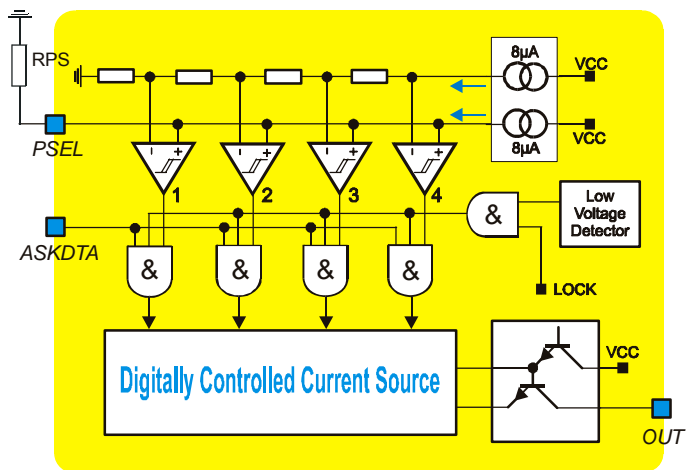 RPS
8µA
VCC
VCC
8µA
PSEL
1
2
3
4
ASKDTA
&
Low
Voltage
Detector
&
&
&
&
LOCK
Digitally Controlled Current Source
VCC
OUT